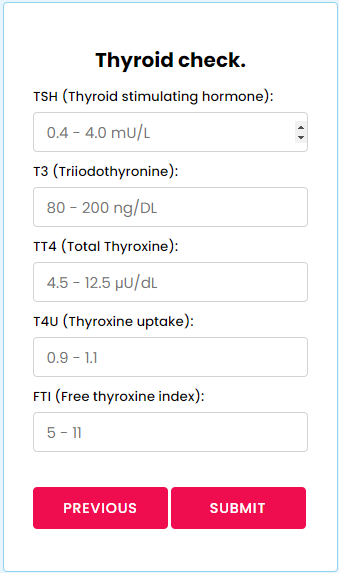 Thyroid check.
TSH (Thyroid stimulating hormone):
0.4 - 4.0 mU/L
T3 (Triiodothyronine):
80 - 200 ng/DL
TT4 (Total Thyroxine):
4.5 - 12.5 µU/dL
T4U (Thyroxine uptake):
0.9 - 1.1
FTI (Free thyroxine index):
5 - 11
PREVIOUS SUBMIT